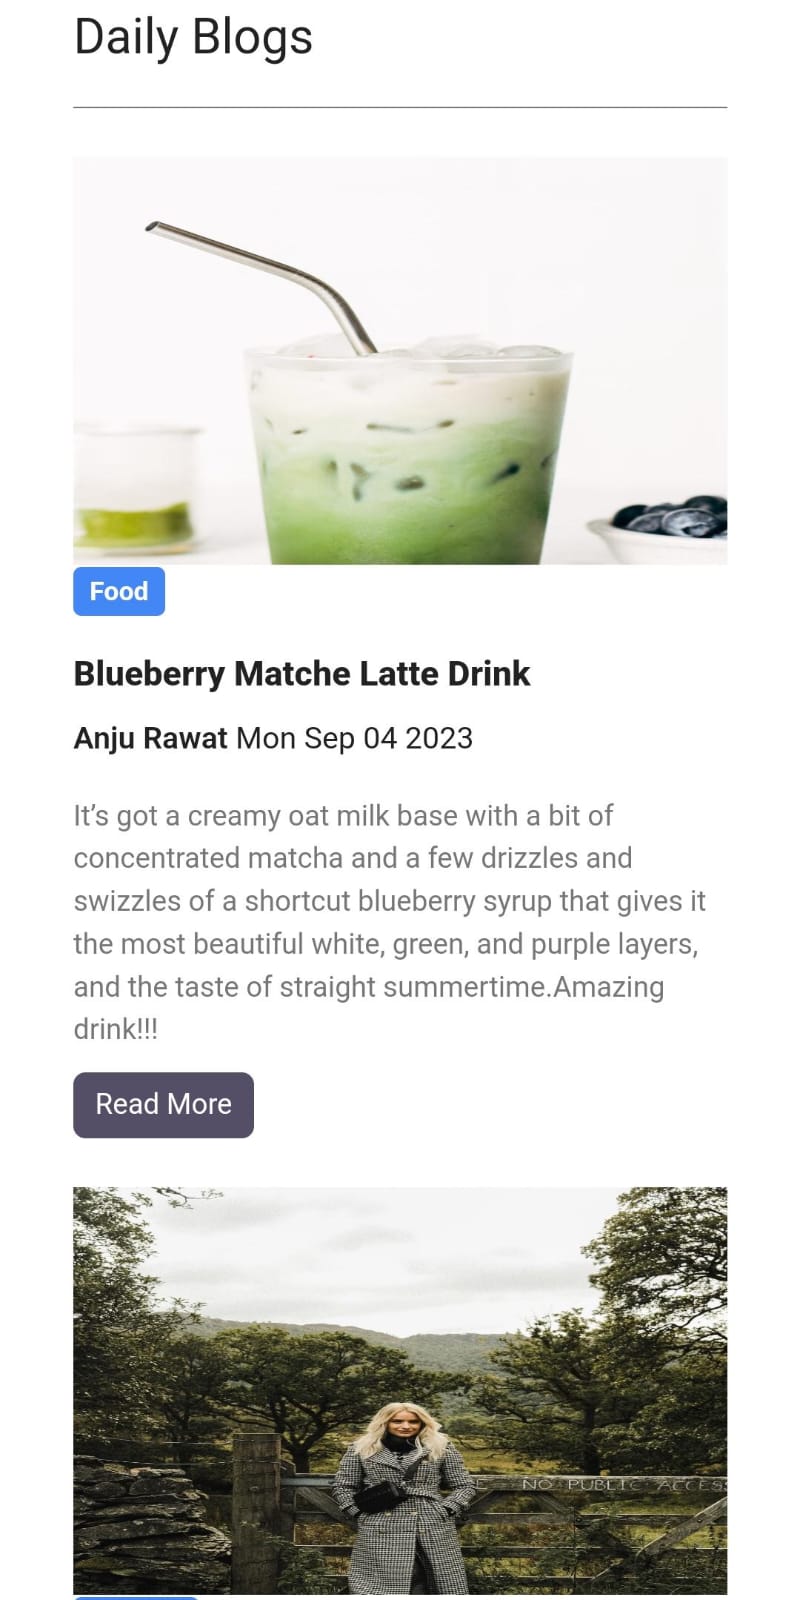 Daily Blogs
Food
Blueberry Matche Latte Drink
Anju Rawat Mon Sep 04 2023
It’s got a creamy oat milk base with a bit of
concentrated matcha and a few drizzles and
swizzles of a shortcut blueberry syrup that gives it
the most beautiful white, green, and purple layers,
and the taste of straight summertime.Amazing
drink!!!
Read More
NO PUBLIC ACCESS